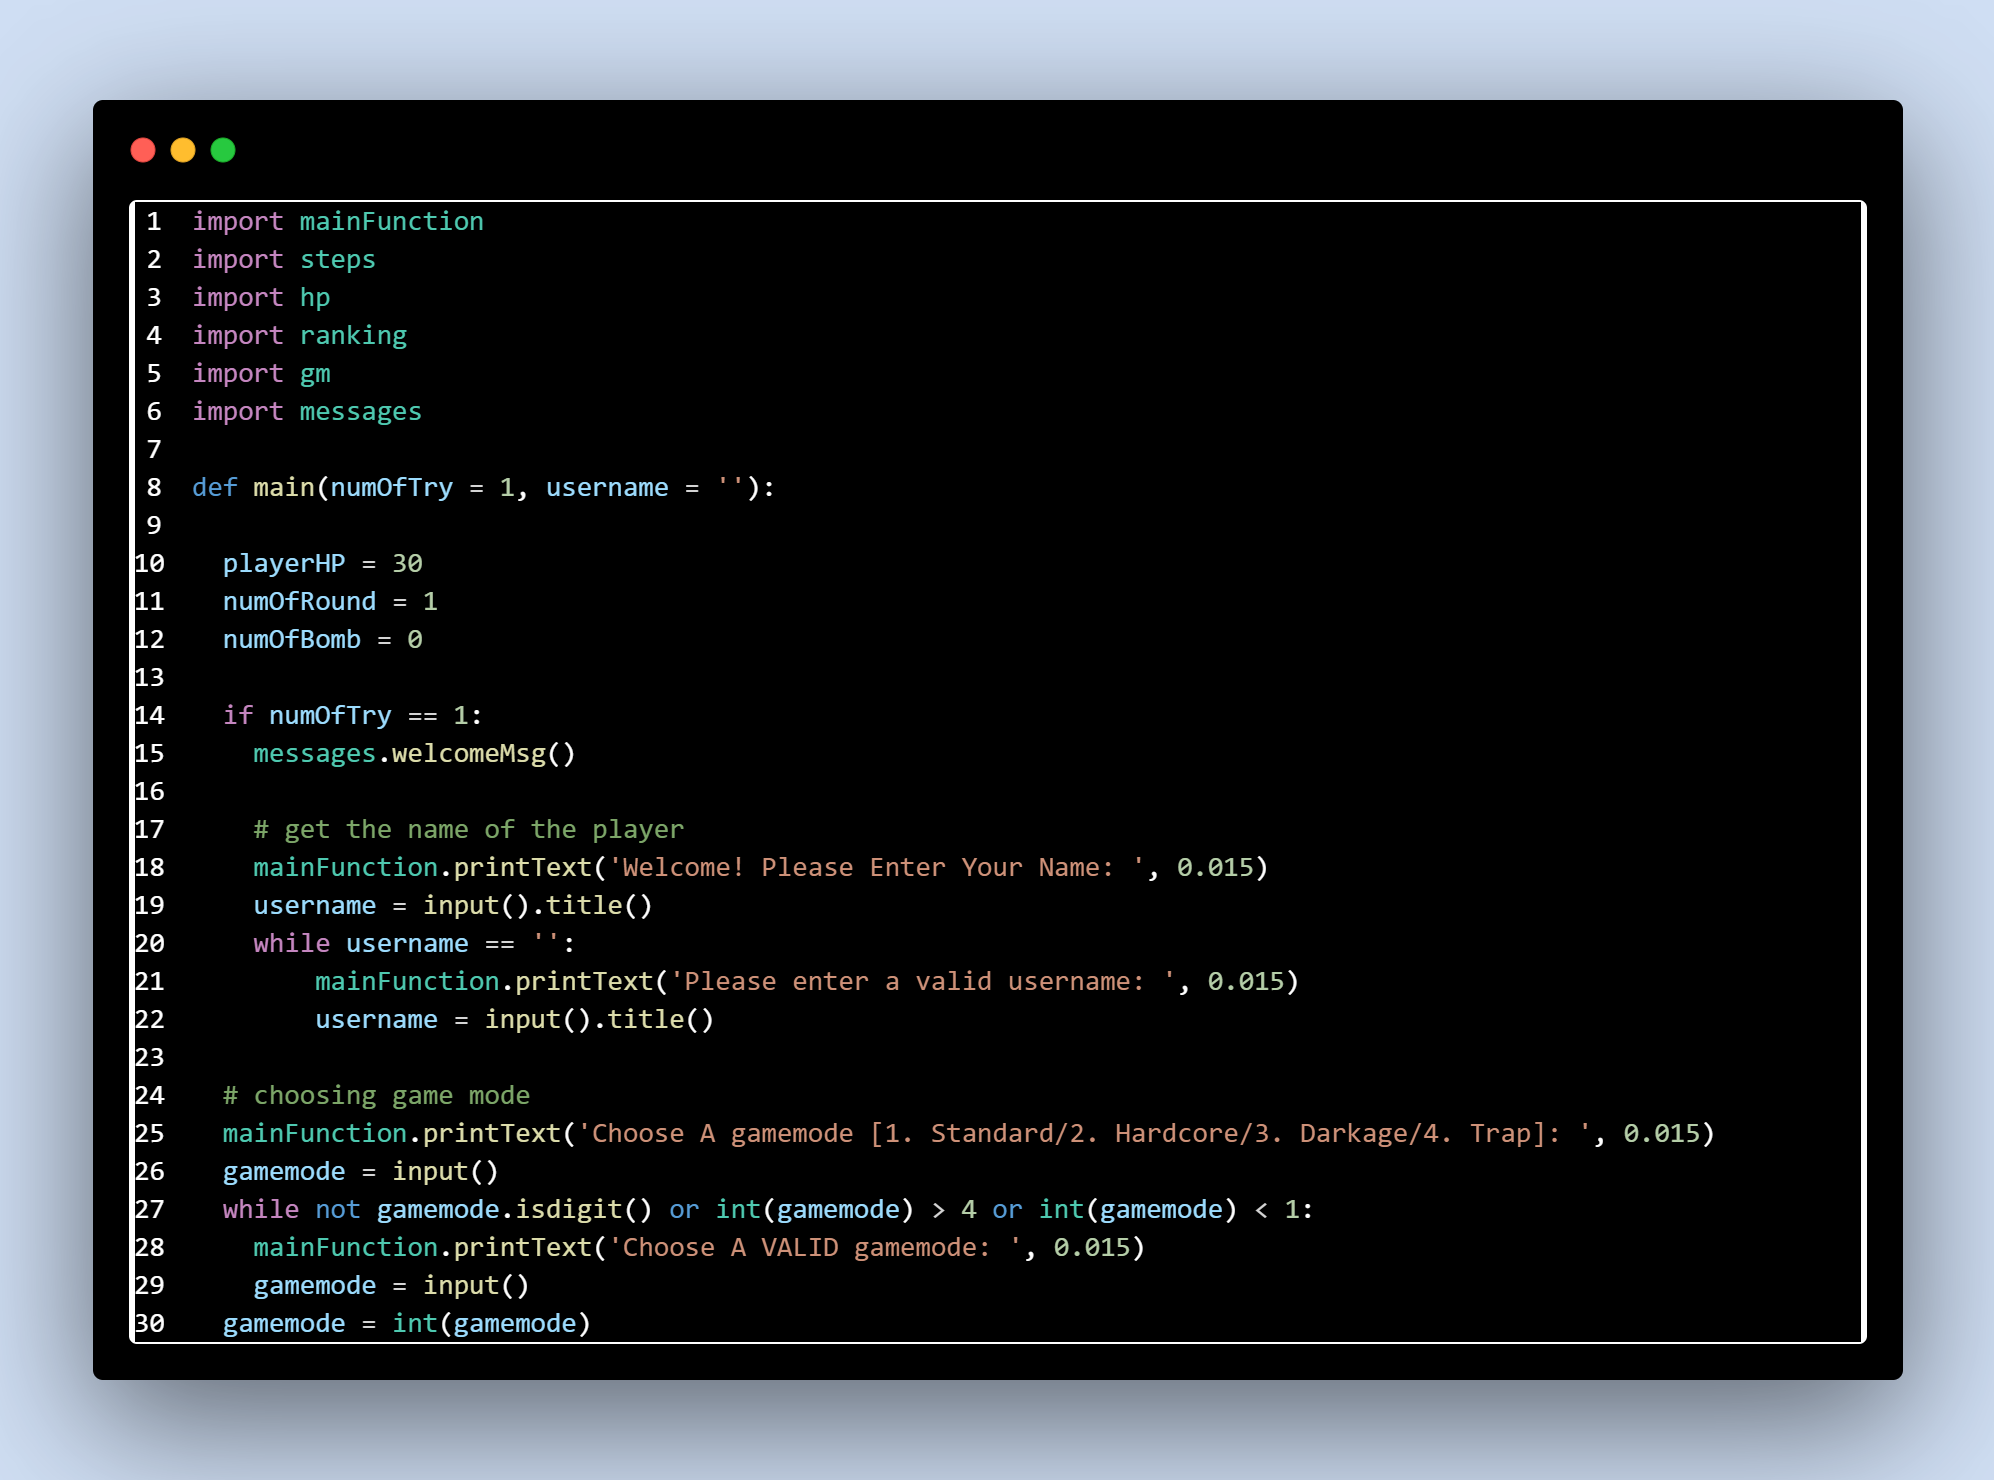 1 import mainFunction
2 import steps
3 import hp
4 import ranking
5 import gm
6 import messages
7
8 def main(numOfTry = 1, username = ''):
9
10   playerHP = 30
11   numOfRound = 1
12   numOfBomb = 0
13
14   if numOfTry == 1:
15     messages.welcomeMsg()
16
17     # get the name of the player
18     mainFunction.printText('Welcome! Please Enter Your Name: ', 0.015)
19     username = input().title()
20     while username == '':
21         mainFunction.printText('Please enter a valid username: ', 0.015)
22         username = input().title()
23
24   # choosing game mode
25   mainFunction.printText('Choose A gamemode [1. Standard/2. Hardcore/3. Darkage/4. Trap]: ', 0.015)
26   gamemode = input()
27   while not gamemode.isdigit() or int(gamemode) > 4 or int(gamemode) < 1:
28     mainFunction.printText('Choose A VALID gamemode: ', 0.015)
29     gamemode = input()
30   gamemode = int(gamemode)